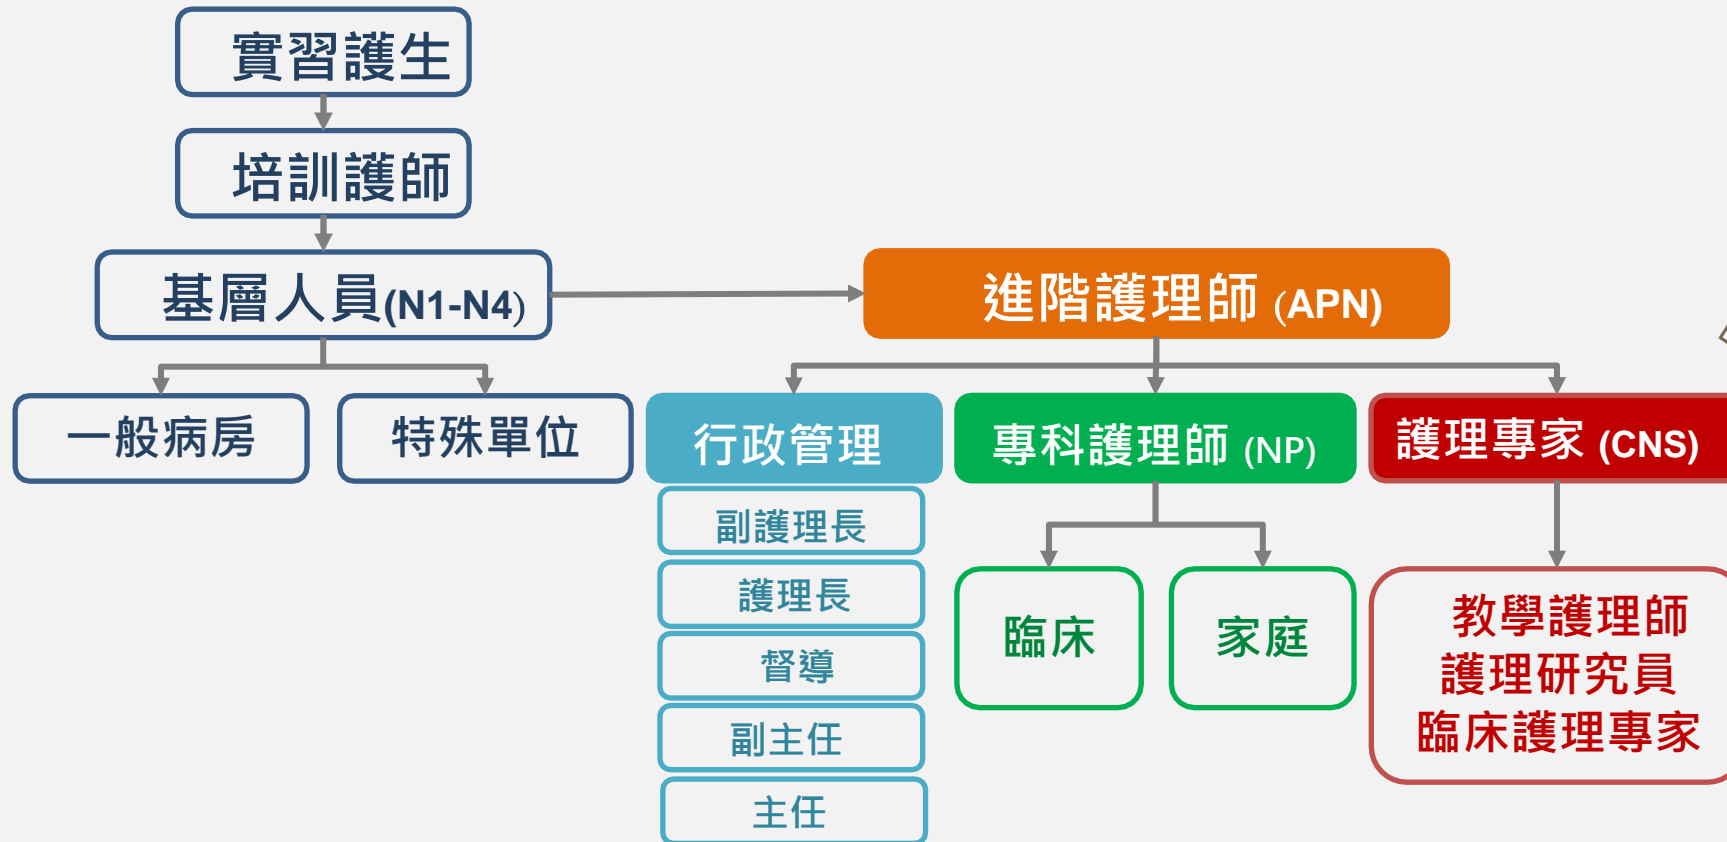 實習護生
培訓護師
基層人員(N1-N4)
進階護理師 (APN)
一般病房
特殊單位
行政管理
專科護理師 (NP)
護理專家 (CNS)
副護理長
護理長
督導
副主任
主任
臨床
家庭
教學護理師
護理研究員
臨床護理專家